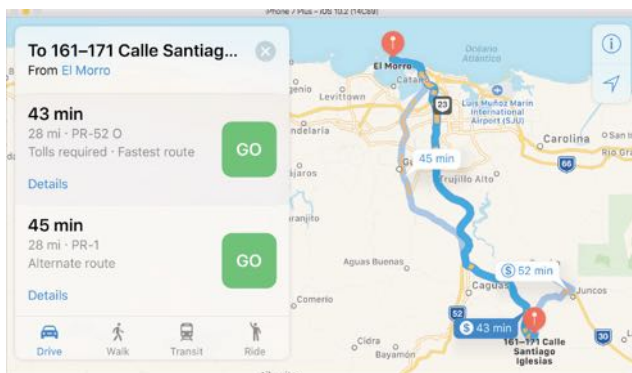 iPhone 7 Plus – iOS 10.2 (14C89)
To 161–171 Calle Santiag...
From El Morro
43 min
28 mi · PR-52 O
Tolls required · Fastest route
Details
GO
45 min
28 mi · PR-1
Alternate route
Details
GO
Drive
Walk
Transit
Ride
Océano
Atlántico
El Morro
Catañ
Levittown
23
Luis Muñoz Marín
International
Airport (SJU)
Carolina
Río Gra
66
45 min
Trujillo Alto
Aguas Buenas
Caguas
52 min
Juncos
Comerío
52
43 min
30
161–171 Calle
Santiago
Iglesias
Cidra
Bayamón